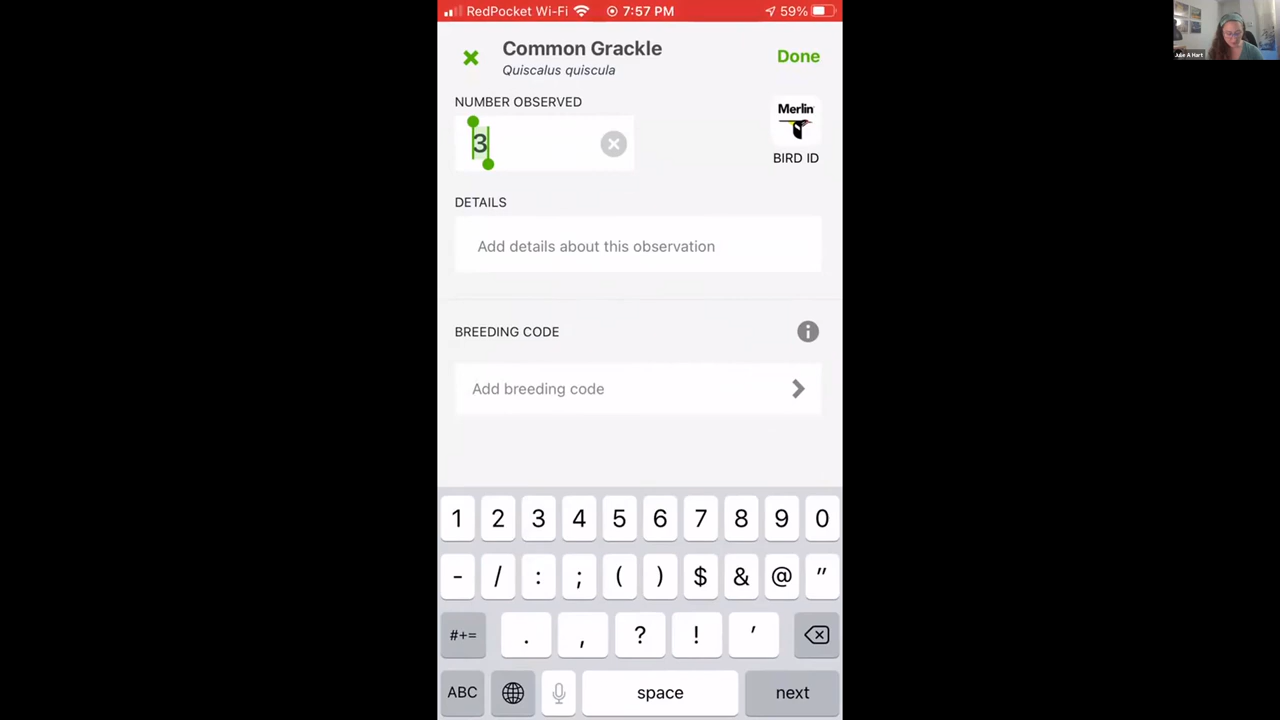 RedPocket Wi-Fi 7:57 PM 59%
Common Grackle
Quiscalus quiscula
Done
NUMBER OBSERVED
3
Merlin
BIRD ID
DETAILS
Add details about this observation
BREEDING CODE
Add breeding code
1 2 3 4 5 6 7 8 9 0
- / : ; ( ) $ & @ "
#+= . , ? ! '
ABC space next
Julie A Hart